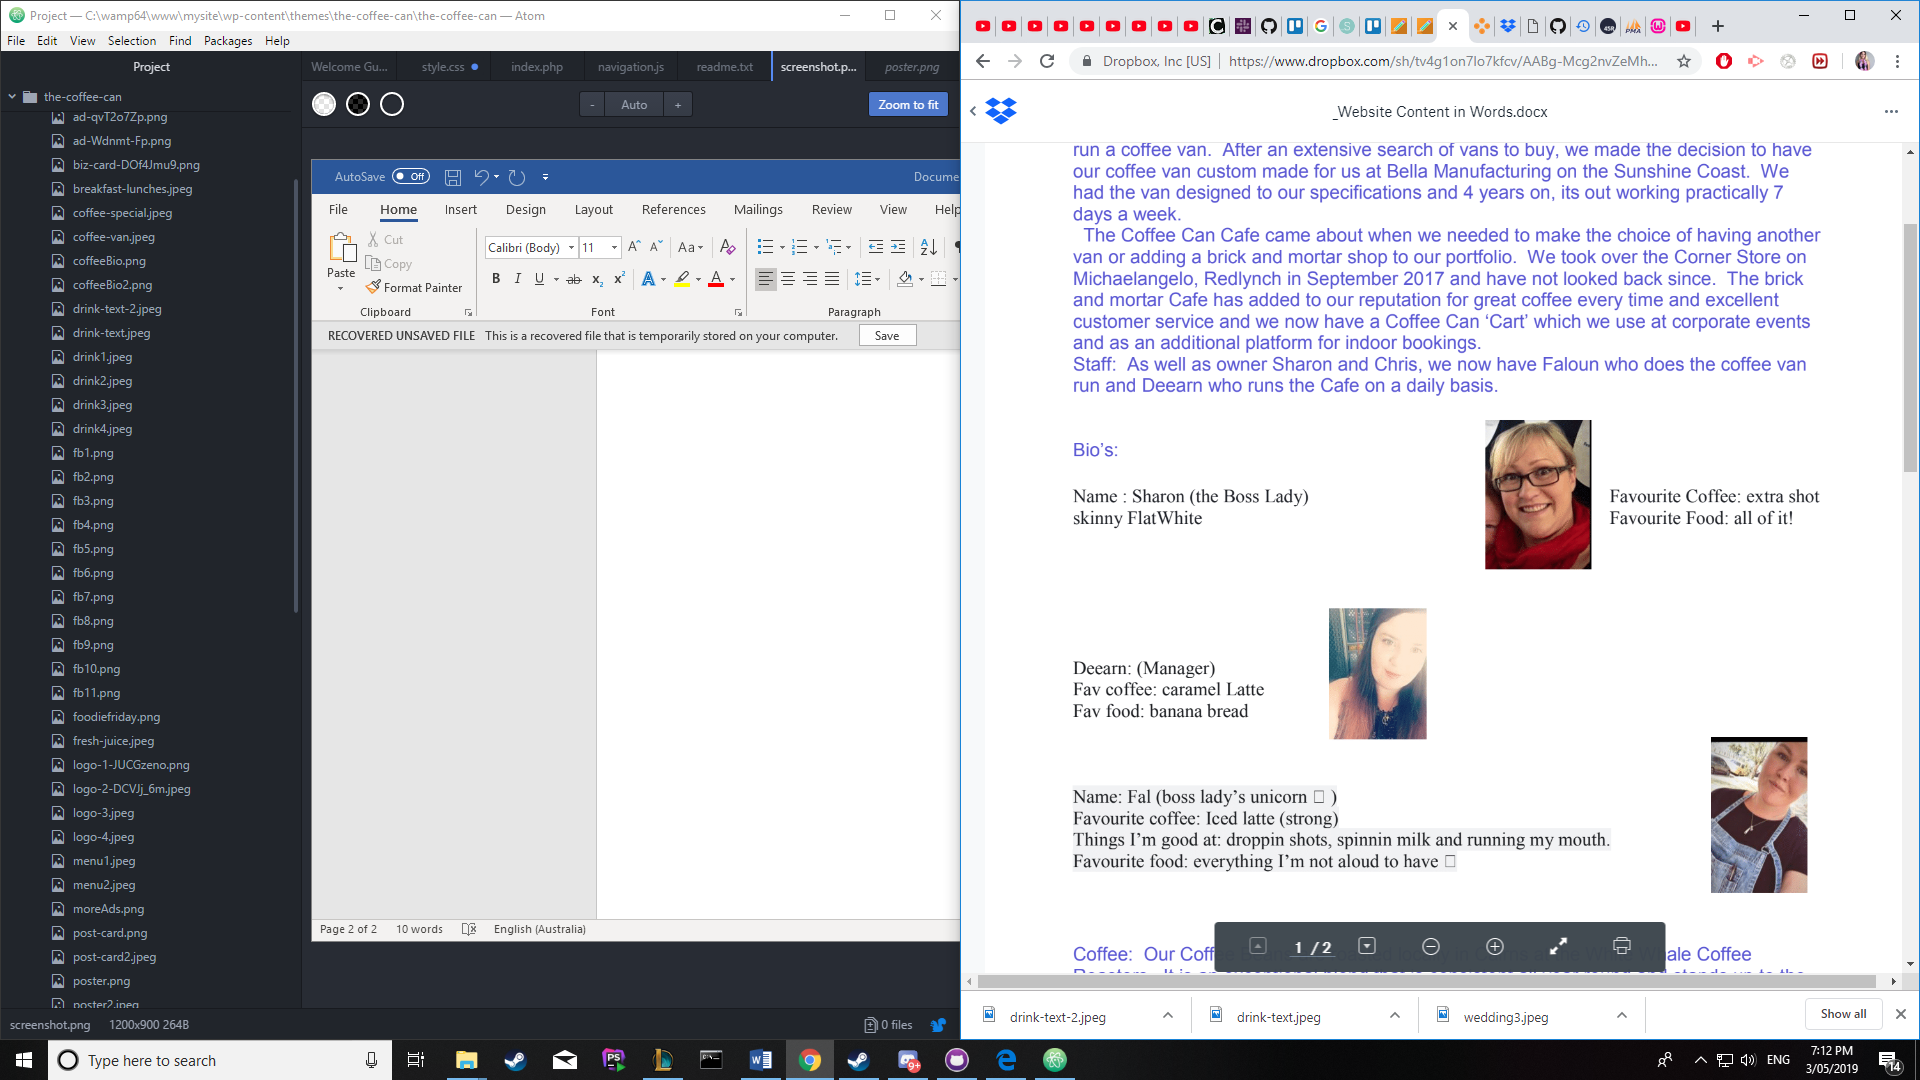 Project — C:\wamp64\www\mysite\wp-content\themes\the-coffee-can\the-coffee-can — Atom
File Edit View Selection Find Packages Help
Project
the-coffee-can
ad-qvT2o7Zp.png
ad-Wdnmt-Fp.png
biz-card-DOf4Jmu9.png
breakfast-lunches.jpeg
coffee-special.jpeg
coffee-van.jpeg
coffeeBio.png
coffeeBio2.png
drink-text-2.jpeg
drink-text.jpeg
drink1.jpeg
drink2.jpeg
drink3.jpeg
drink4.jpeg
fb1.png
fb2.png
fb3.png
fb4.png
fb5.png
fb6.png
fb7.png
fb8.png
fb9.png
fb10.png
fb11.png
foodiefriday.png
fresh-juice.jpeg
logo-1-JUCGzeno.png
logo-2-DCVJj_6m.jpeg
logo-3.jpeg
logo-4.jpeg
menu1.jpeg
menu2.jpeg
moreAds.png
post-card.png
post-card2.jpeg
poster.png
poster2.jpeg
screenshot.png 1200x900 264B
0 files
Welcome Gu... style.css index.php navigation.js readme.txt screenshot.p... poster.png
- Auto + Zoom to fit
AutoSave Off Docume
File Home Insert Design Layout References Mailings Review View Help
Paste Cut Copy Format Painter
Calibri (Body) 11
Clipboard Font Paragraph
RECOVERED UNSAVED FILE This is a recovered file that is temporarily stored on your computer. Save
Page 2 of 2 10 words English (Australia)
Dropbox, Inc [US] https://www.dropbox.com/sh/tv4g1on7lo7kfcv/AABg-Mcg2nvZeMh...
_Website Content in Words.docx
run a coffee van. After an extensive search of vans to buy, we made the decision to have
our coffee van custom made for us at Bella Manufacturing on the Sunshine Coast. We
had the van designed to our specifications and 4 years on, its out working practically 7
days a week.
The Coffee Can Cafe came about when we needed to make the choice of having another
van or adding a brick and mortar shop to our portfolio. We took over the Corner Store on
Michaelangelo, Redlynch in September 2017 and have not looked back since. The brick
and mortar Cafe has added to our reputation for great coffee every time and excellent
customer service and we now have a Coffee Can ‘Cart’ which we use at corporate events
and as an additional platform for indoor bookings.
Staff: As well as owner Sharon and Chris, we now have Faloun who does the coffee van
run and Deearn who runs the Cafe on a daily basis.
Bio’s:
Name : Sharon (the Boss Lady) Favourite Coffee: extra shot
skinny FlatWhite Favourite Food: all of it!
Deearn: (Manager)
Fav coffee: caramel Latte
Fav food: banana bread
Name: Fal (boss lady’s unicorn )
Favourite coffee: Iced latte (strong)
Things I’m good at: droppin shots, spinnin milk and running my mouth.
Favourite food: everything I’m not aloud to have
1 / 2
Coffee: Our Coffee Whale Coffee
drink-text-2.jpeg drink-text.jpeg wedding3.jpeg Show all
Type here to search
ENG 7:12 PM
3/05/2019 14